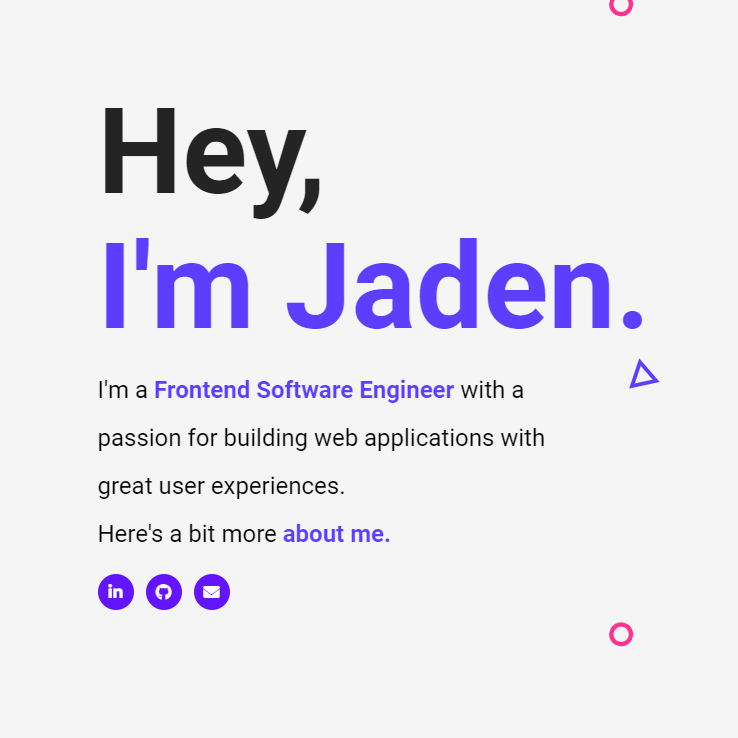 Hey,
I'm Jaden.
I'm a Frontend Software Engineer with a
passion for building web applications with
great user experiences.
Here's a bit more about me.
in